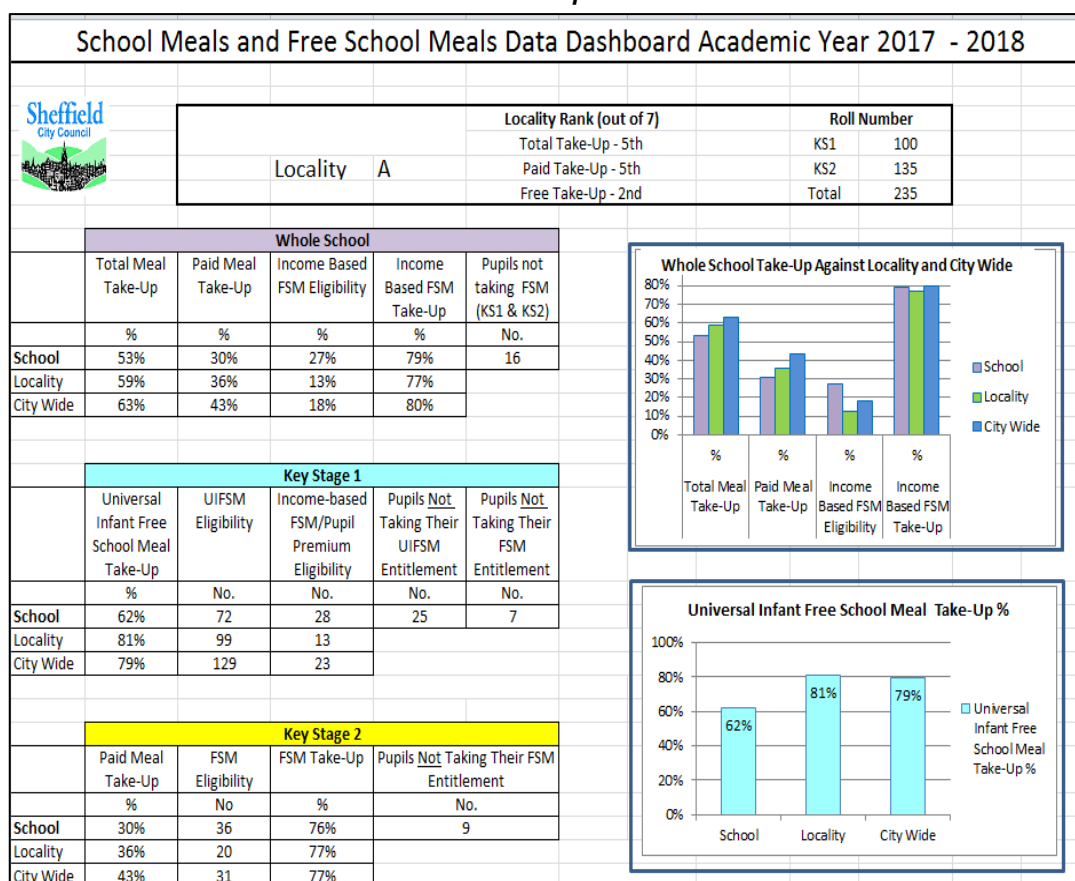 School Meals and Free School Meals Data Dashboard Academic Year 2017 - 2018
Sheffield
City Council
Locality A
Locality Rank (out of 7)
Total Take-Up - 5th
Paid Take-Up - 5th
Free Take-Up - 2nd
Roll Number
KS1 100
KS2 135
Total 235
Whole School
Total Meal Take-Up
Paid Meal Take-Up
Income Based FSM Eligibility
Income Based FSM Take-Up
Pupils not taking FSM (KS1 & KS2)
% % % % No.
School 53% 30% 27% 79% 16
Locality 59% 36% 13% 77%
City Wide 63% 43% 18% 80%
Key Stage 1
Universal Infant Free School Meal Take-Up
UIFSM Eligibility
Income-based FSM/Pupil Premium Eligibility
Pupils Not Taking Their UIFSM Entitlement
Pupils Not Taking Their FSM Entitlement
% No. No. No. No.
School 62% 72 28 25 7
Locality 81% 99 13
City Wide 79% 129 23
Key Stage 2
Paid Meal Take-Up
FSM Eligibility
FSM Take-Up
Pupils Not Taking Their FSM Entitlement
% No % No.
School 30% 36 76% 9
Locality 36% 20 77%
City Wide 43% 31 77%
Whole School Take-Up Against Locality and City Wide
80%
70%
60%
50%
40%
30%
20%
10%
0%
% % % %
Total Meal Take-Up
Paid Meal Take-Up
Income Based FSM Eligibility
Income Based FSM Take-Up
School
Locality
City Wide
Universal Infant Free School Meal Take-Up %
100%
80%
60%
40%
20%
0%
62%
81%
79%
School Locality City Wide
Universal
Infant Free
School Meal
Take-Up %